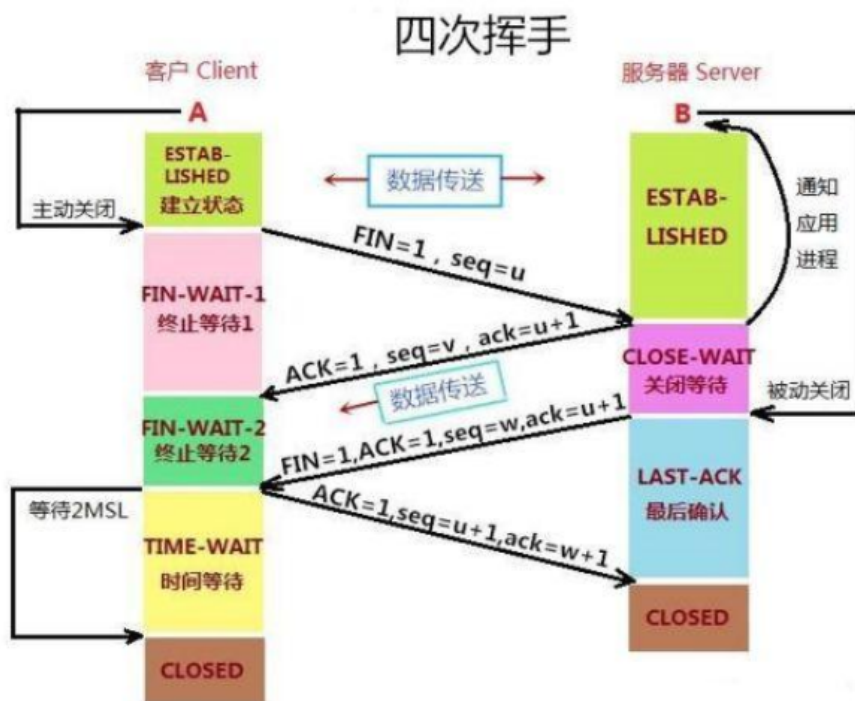 四次挥手
客户 Client
服务器 Server
A
B
ESTAB-
LISHED
建立状态
数据传送
ESTAB-
LISHED
通知
应用
进程
主动关闭
FIN=1，seq=u
FIN-WAIT-1
终止等待1
ACK=1，seq=v，ack=u+1
CLOSE-WAIT
关闭等待
数据传送
被动关闭
FIN-WAIT-2
终止等待2
FIN=1,ACK=1,seq=w,ack=u+1
LAST-ACK
最后确认
等待2MSL
ACK=1,seq=u+1,ack=w+1
TIME-WAIT
时间等待
CLOSED
CLOSED